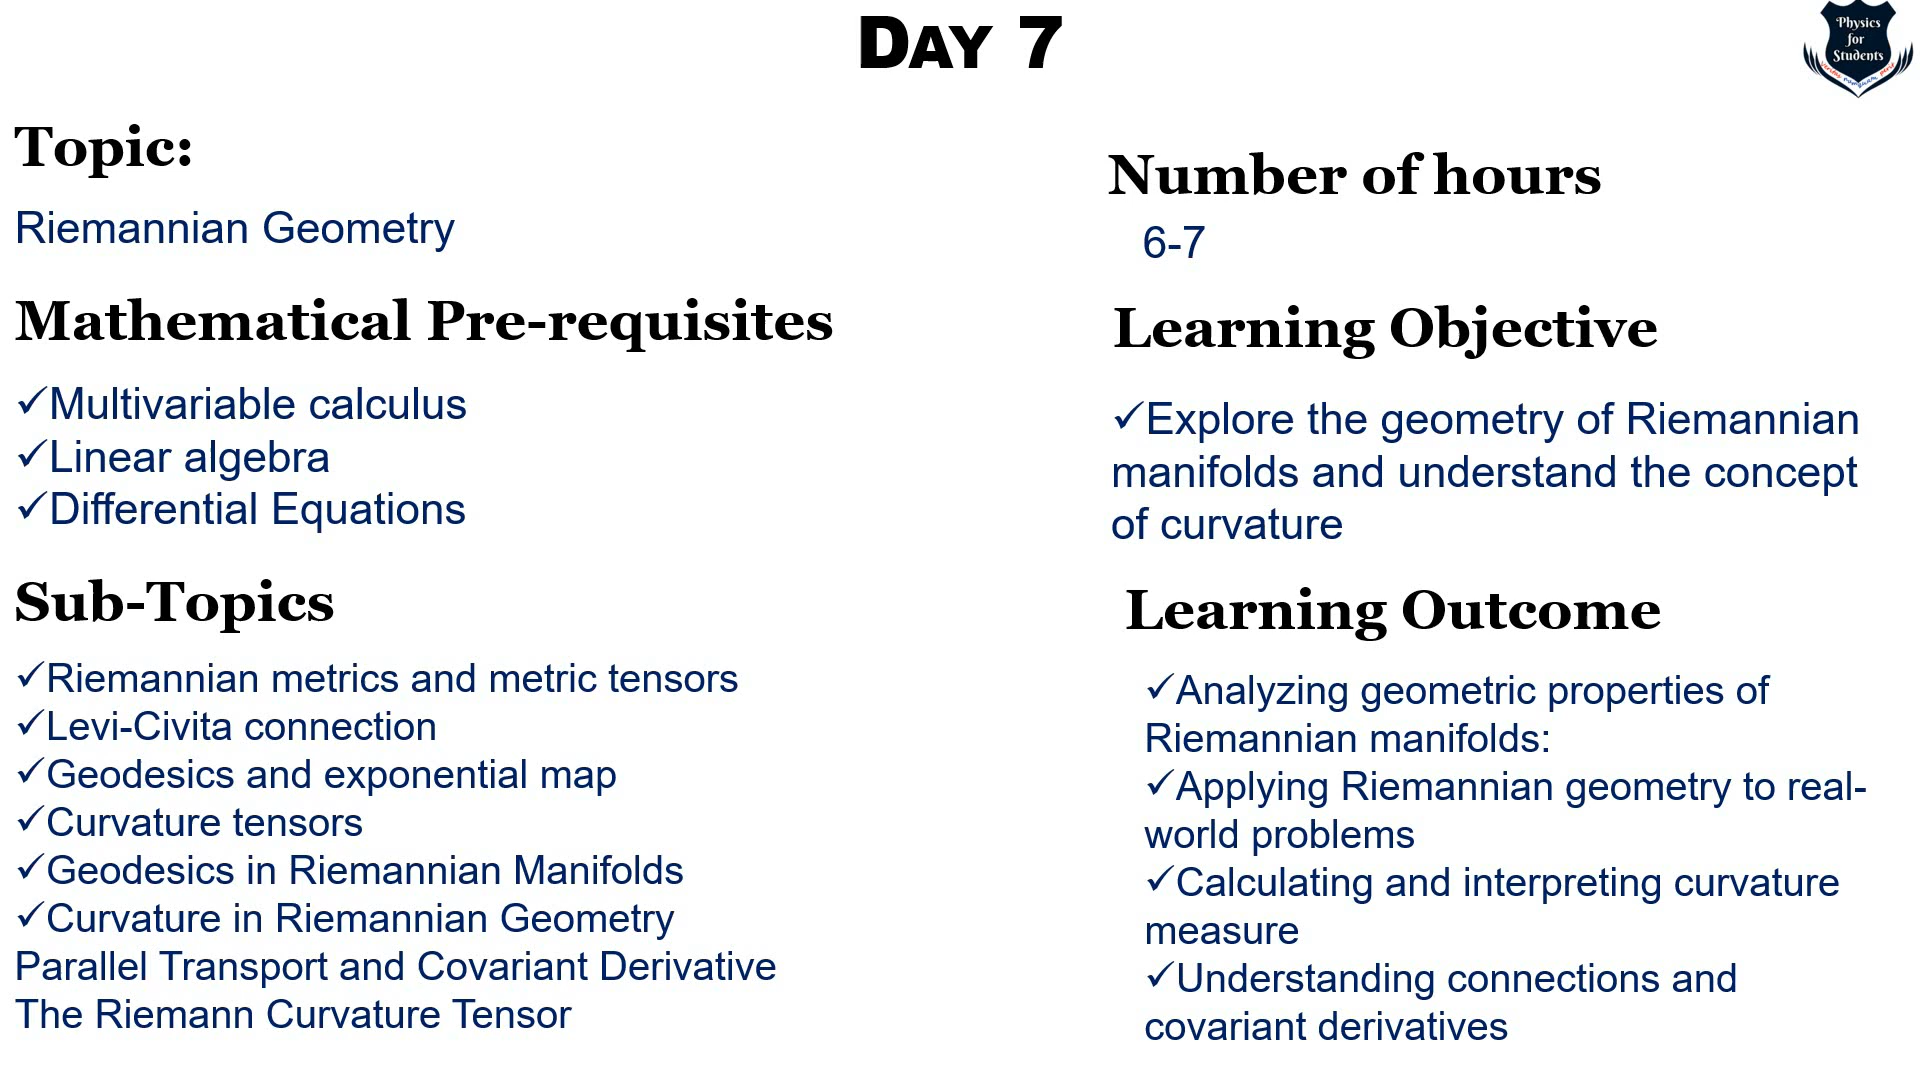 DAY 7
Physics
for
Students
Topic:
Riemannian Geometry
Mathematical Pre-requisites
✓Multivariable calculus
✓Linear algebra
✓Differential Equations
Sub-Topics
✓Riemannian metrics and metric tensors
✓Levi-Civita connection
✓Geodesics and exponential map
✓Curvature tensors
✓Geodesics in Riemannian Manifolds
✓Curvature in Riemannian Geometry
Parallel Transport and Covariant Derivative
The Riemann Curvature Tensor
Number of hours
6-7
Learning Objective
✓Explore the geometry of Riemannian
manifolds and understand the concept
of curvature
Learning Outcome
✓Analyzing geometric properties of
Riemannian manifolds:
✓Applying Riemannian geometry to real-
world problems
✓Calculating and interpreting curvature
measure
✓Understanding connections and
covariant derivatives